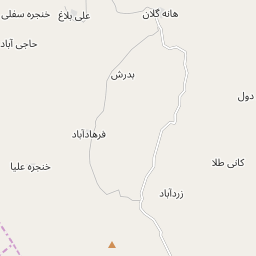 هانه گلان
علی بلاغ
خنجره سفلی
حاجی آباد
بدرش
دول
فرهادآباد
کانی طلا
خنجره علیا
زردآباد